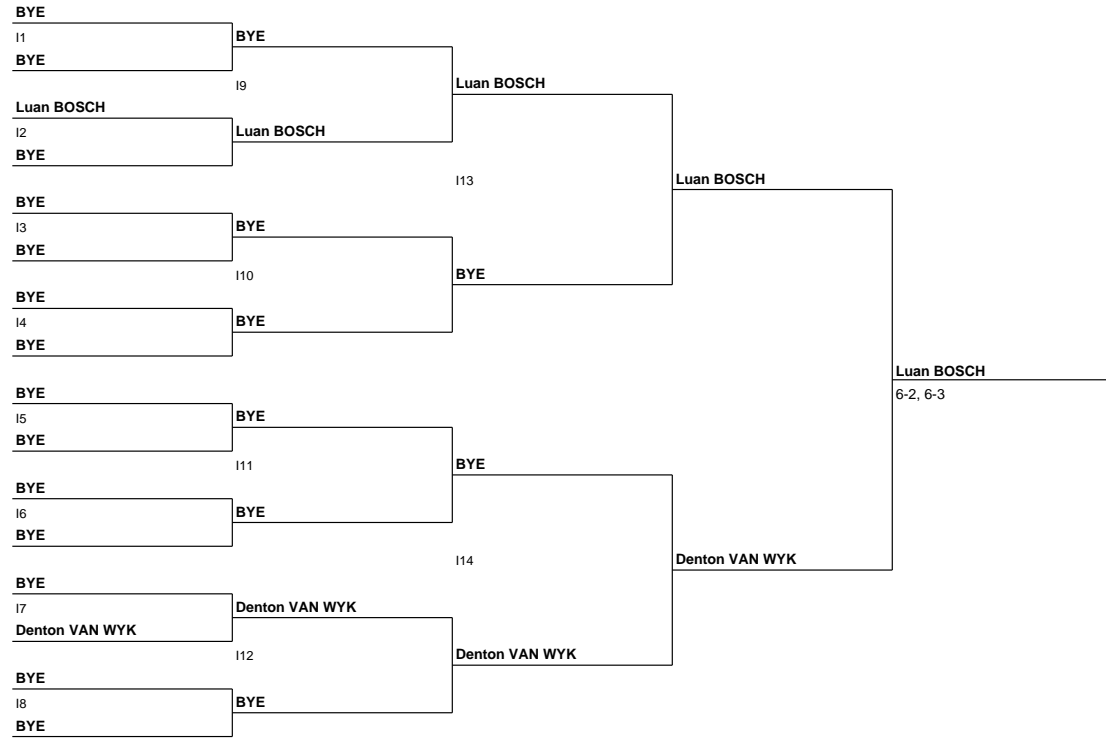 BYE
I1
BYE
BYE
I9
Luan BOSCH
Luan BOSCH
I2
Luan BOSCH
BYE
I13
Luan BOSCH
BYE
I3
BYE
BYE
I10
BYE
BYE
I4
BYE
BYE
Luan BOSCH
6-2, 6-3
BYE
I5
BYE
BYE
I11
BYE
BYE
I6
BYE
BYE
I14
Denton VAN WYK
BYE
I7
Denton VAN WYK
Denton VAN WYK
I12
Denton VAN WYK
BYE
I8
BYE
BYE